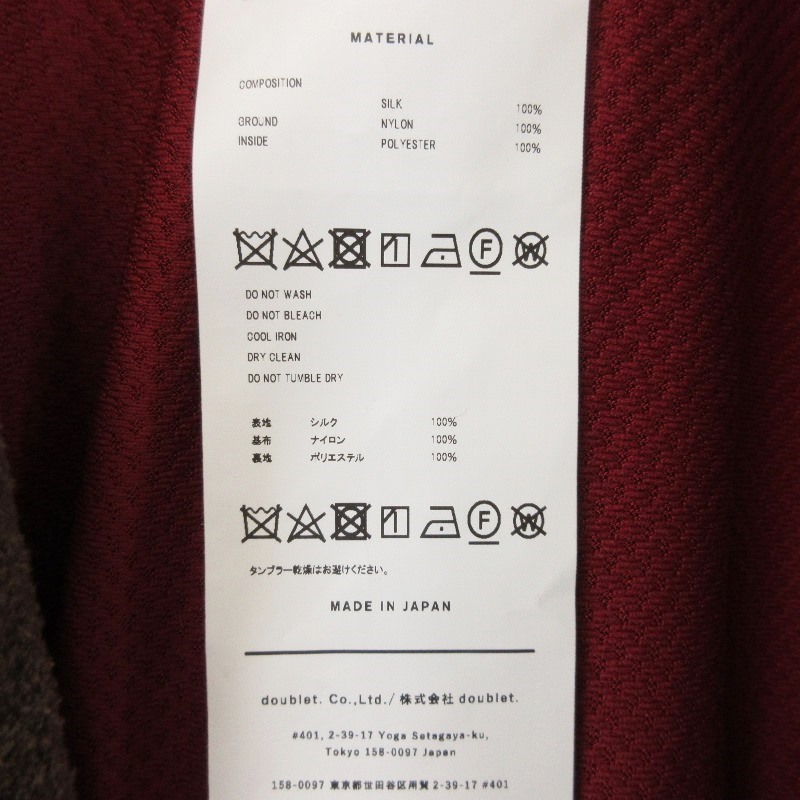 MATERIAL
COMPOSITION
SILK 100%
GROUND NYLON 100%
INSIDE POLYESTER 100%
F W
DO NOT WASH
DO NOT BLEACH
COOL IRON
DRY CLEAN
DO NOT TUMBLE DRY
表地 シルク 100%
基布 ナイロン 100%
裏地 ポリエステル 100%
F W
タンブラー乾燥はお避けください。
MADE IN JAPAN
doublet. Co.,Ltd./ 株式会社 doublet.
#401, 2-39-17 Yoga Setagaya-ku,
Tokyo 158-0097 Japan
158-0097 東京都世田谷区用賀 2-39-17 #401